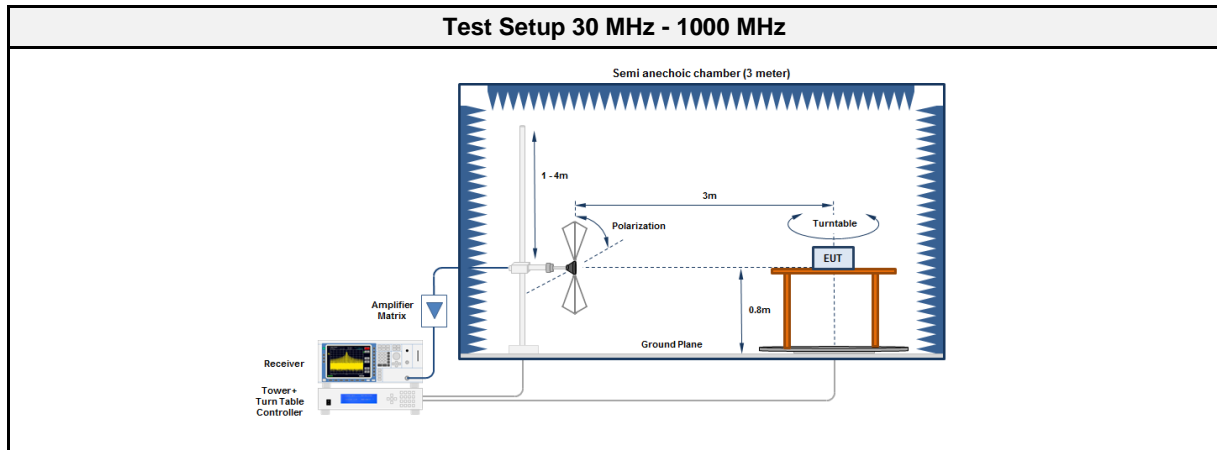 Test Setup 30 MHz - 1000 MHz
Semi anechoic chamber (3 meter)
1 - 4m
3m
Polarization
Turntable
EUT
Amplifier
Matrix
0.8m
Ground Plane
Receiver
Tower+
Turn Table
Controller